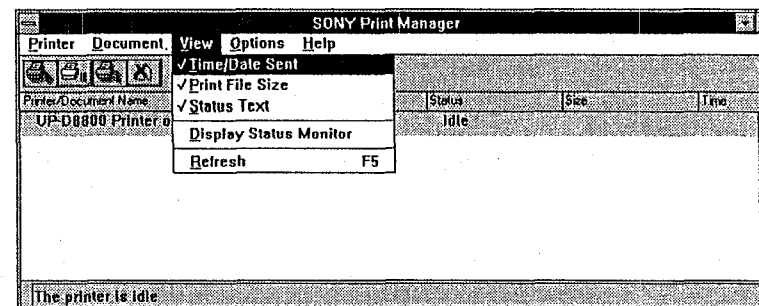 SONY Print Manager
Printer Document View Options Help
✓Time/Date Sent
✓Print File Size
✓Status Text
Display Status Monitor
Refresh F5
Printer/Document Name Status Size Time
UP-D8800 Printer o Idle
The printer is idle